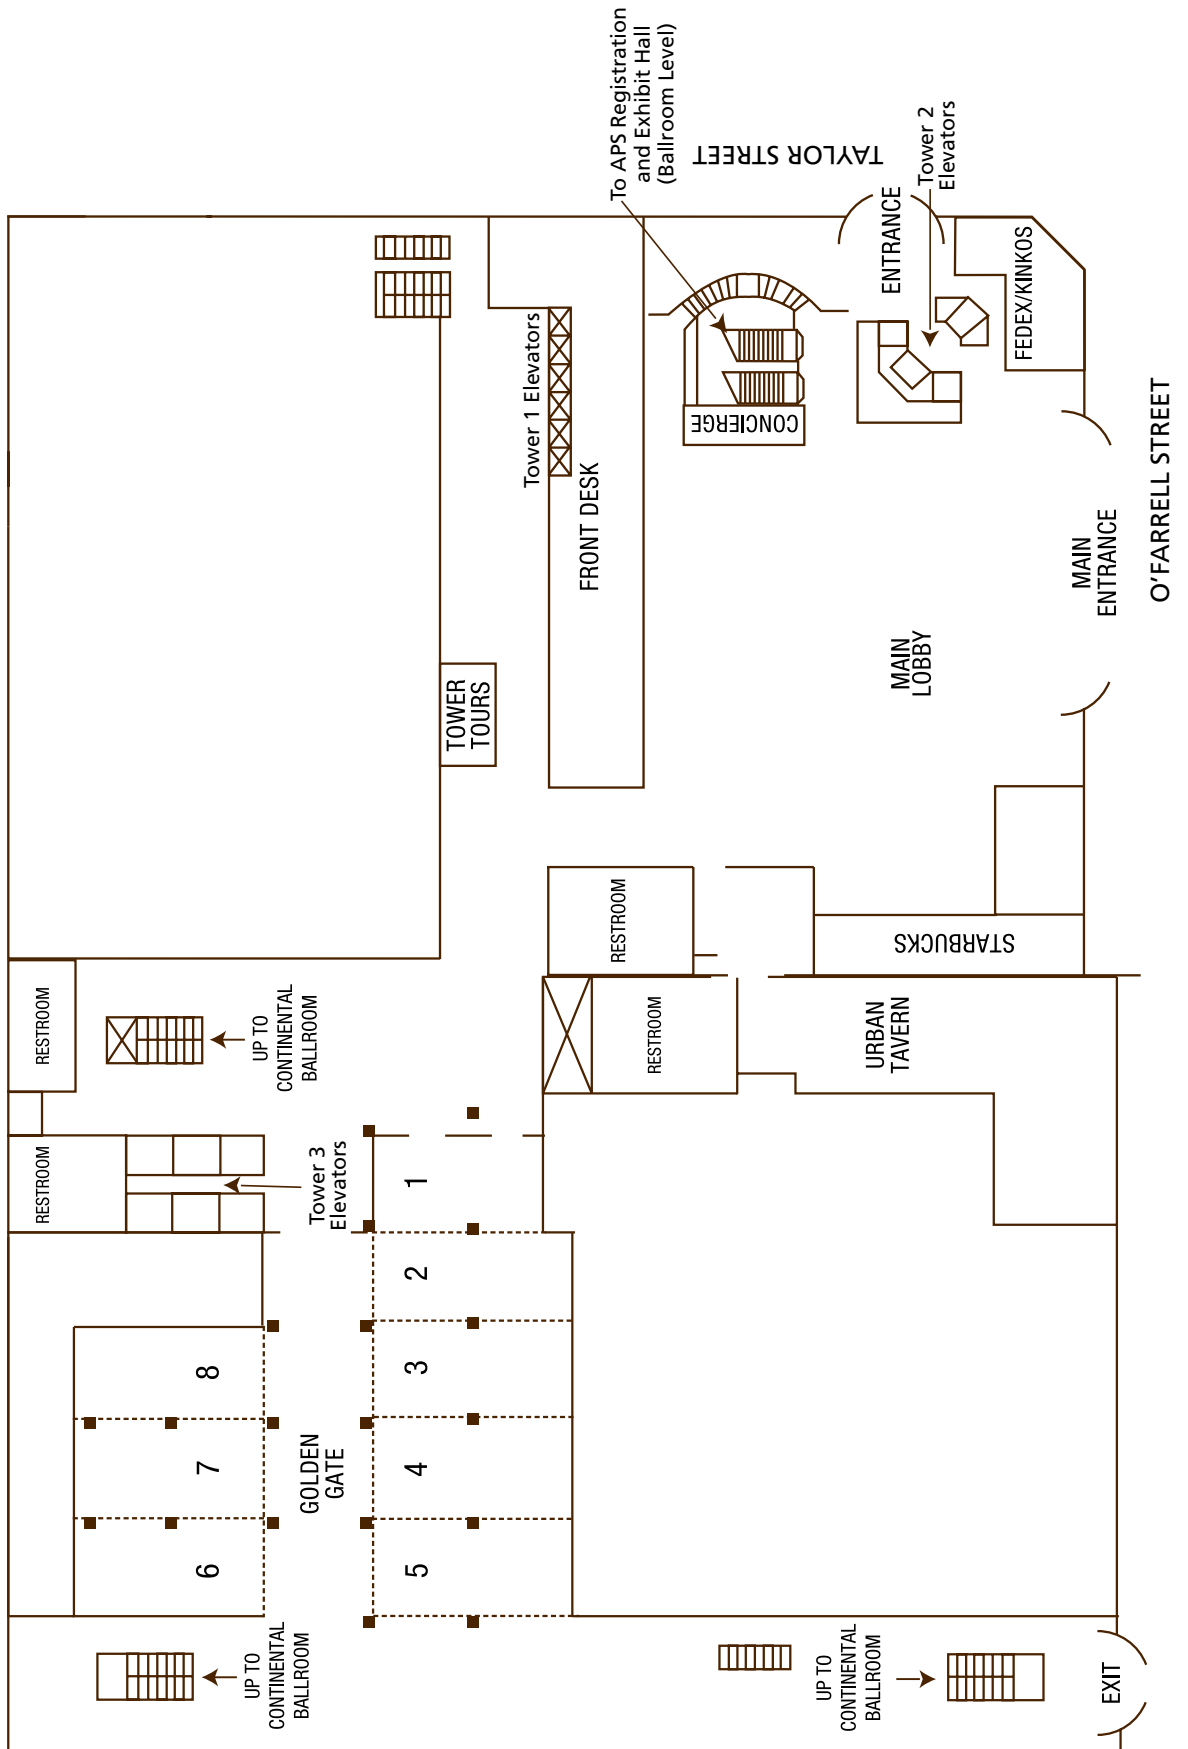 RESTROOM
UP TO
CONTINENTAL
BALLROOM
RESTROOM
Tower 3
Elevators
8
7
6
GOLDEN
GATE
1
2
3
4
5
UP TO
CONTINENTAL
BALLROOM
TOWER
TOURS
Tower 1 Elevators
FRONT DESK
To APS Registration
and Exhibit Hall
(Ballroom Level)
TAYLOR STREET
CONCIERGE
ENTRANCE
Tower 2
Elevators
FEDEX/KINKOS
MAIN
LOBBY
MAIN
ENTRANCE
O'FARRELL STREET
RESTROOM
RESTROOM
STARBUCKS
URBAN
TAVERN
UP TO
CONTINENTAL
BALLROOM
EXIT